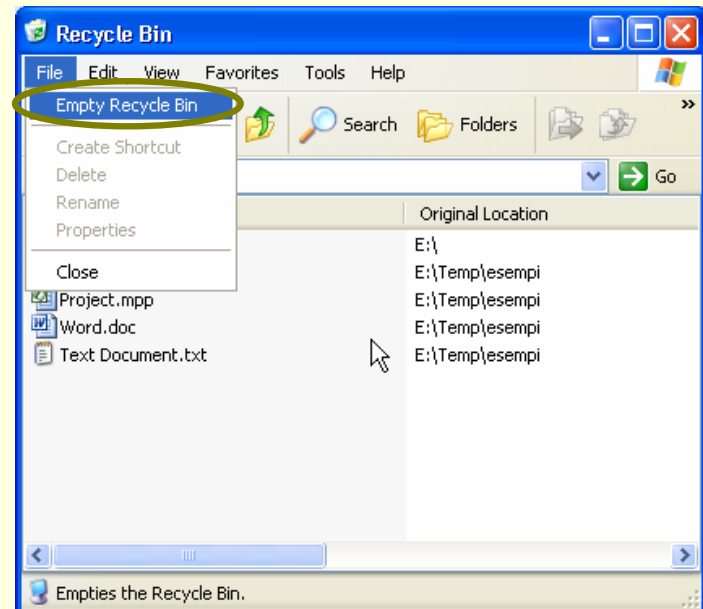 Recycle Bin
File Edit View Favorites Tools Help
Empty Recycle Bin
Search Folders »
Create Shortcut
Delete
Go
Rename
Original Location
Properties
E:\
Close
E:\Temp\esempi
Project.mpp E:\Temp\esempi
Word.doc E:\Temp\esempi
Text Document.txt E:\Temp\esempi
Empties the Recycle Bin.